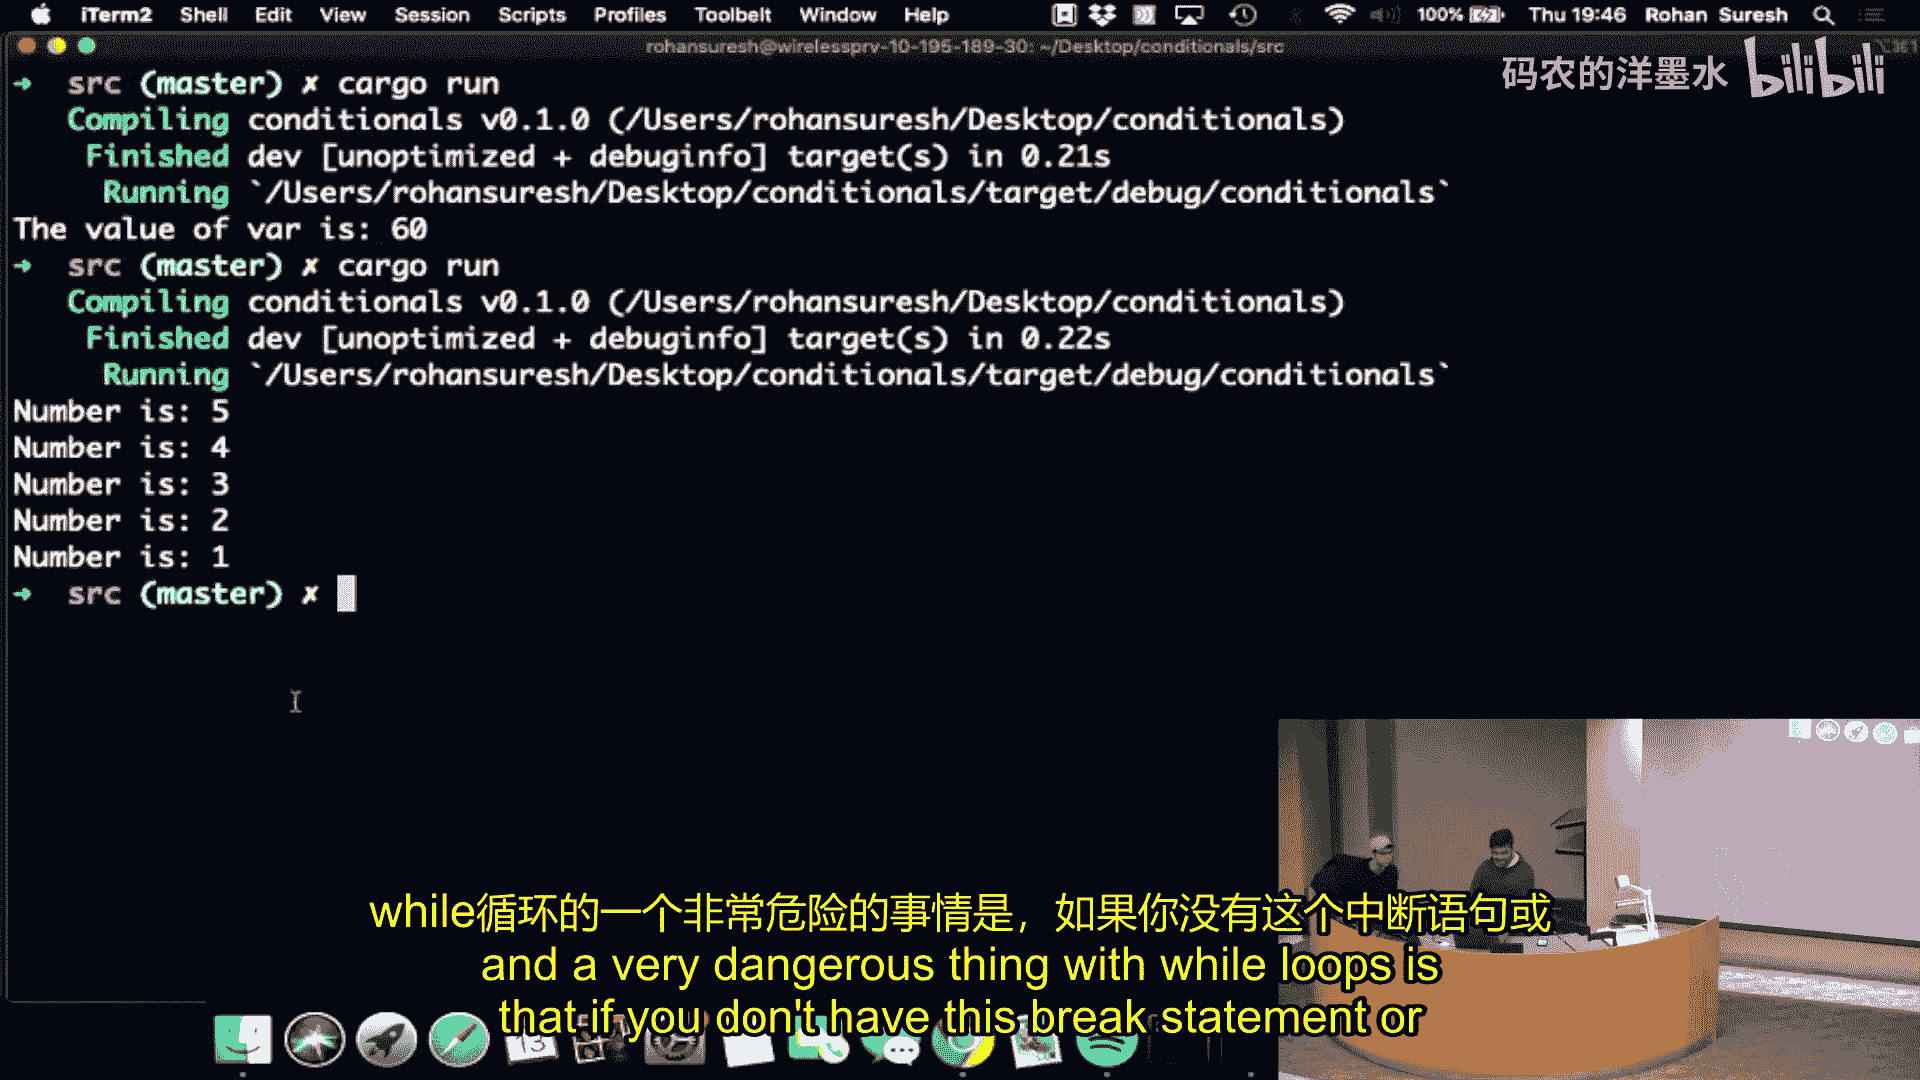 iTerm2 Shell Edit View Session Scripts Profiles Toolbelt Window Help 100% Thu 19:46 Rohan Suresh
rohansuresh@wirelessprv-10-195-189-30: ~/Desktop/conditionals/src
码农的洋墨水 bilibili
➜ src (master) ✗ cargo run
Compiling conditionals v0.1.0 (/Users/rohansuresh/Desktop/conditionals)
Finished dev [unoptimized + debuginfo] target(s) in 0.21s
Running `/Users/rohansuresh/Desktop/conditionals/target/debug/conditionals`
The value of var is: 60
➜ src (master) ✗ cargo run
Compiling conditionals v0.1.0 (/Users/rohansuresh/Desktop/conditionals)
Finished dev [unoptimized + debuginfo] target(s) in 0.22s
Running `/Users/rohansuresh/Desktop/conditionals/target/debug/conditionals`
Number is: 5
Number is: 4
Number is: 3
Number is: 2
Number is: 1
➜ src (master) ✗
while循环的一个非常危险的事情是，如果你没有这个中断语句或
and a very dangerous thing with while loops is
that if you don't have this break statement or